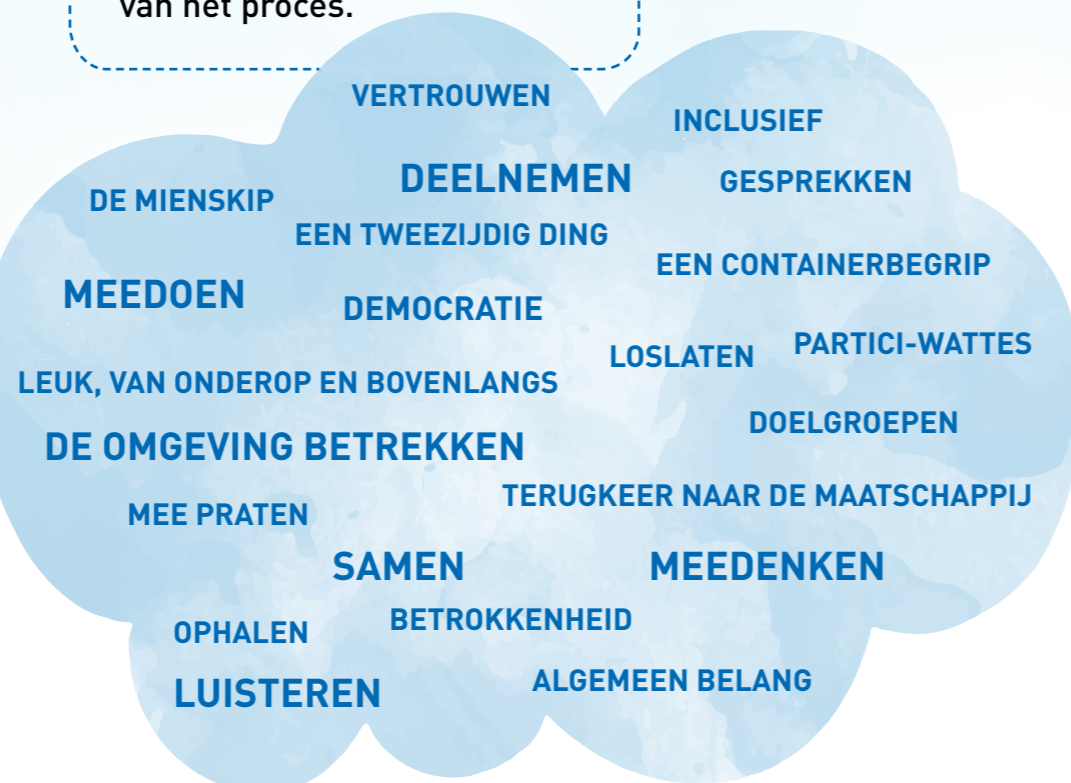 van het proces.
VERTROUWEN
INCLUSIEF
DEELNEMEN
GESPREKKEN
DE MIENSKIP
EEN TWEEZIJDIG DING
EEN CONTAINERBEGRIP
MEEDOEN
DEMOCRATIE
PARTICI-WATTES
LOSLATEN
LEUK, VAN ONDEROP EN BOVENLANGS
DOELGROEPEN
DE OMGEVING BETREKKEN
TERUGKEER NAAR DE MAATSCHAPPIJ
MEE PRATEN
SAMEN
MEEDENKEN
BETROKKENHEID
OPHALEN
ALGEMEEN BELANG
LUISTEREN